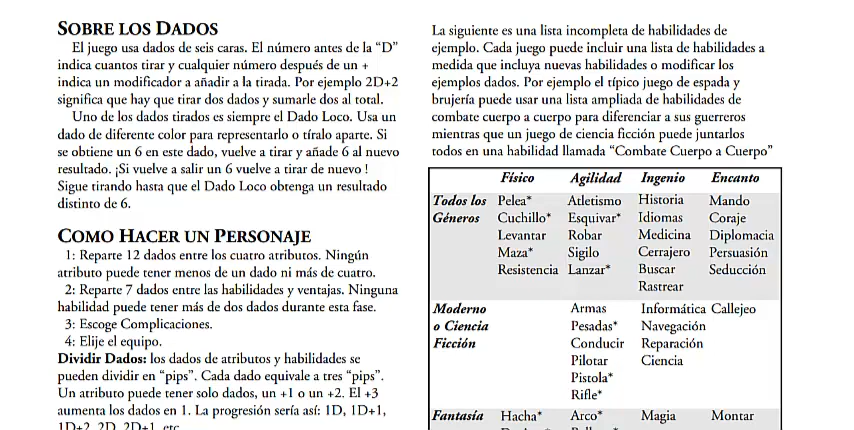 SOBRE LOS DADOS
El juego usa dados de seis caras. El número antes de la “D”
indica cuantos tirar y cualquier número después de un +
indica un modificador a añadir a la tirada. Por ejemplo 2D+2
significa que hay que tirar dos dados y sumarle dos al total.
Uno de los dados tirados es siempre el Dado Loco. Usa un
dado de diferente color para representarlo o tíralo aparte. Si
se obtiene un 6 en este dado, vuelve a tirar y añade 6 al nuevo
resultado. ¡Si vuelve a salir un 6 vuelve a tirar de nuevo !
Sigue tirando hasta que el Dado Loco obtenga un resultado
distinto de 6.
COMO HACER UN PERSONAJE
1: Reparte 12 dados entre los cuatro atributos. Ningún
atributo puede tener menos de un dado ni más de cuatro.
2: Reparte 7 dados entre las habilidades y ventajas. Ninguna
habilidad puede tener más de dos dados durante esta fase.
3: Escoge Complicaciones.
4: Elije el equipo.
Dividir Dados: los dados de atributos y habilidades se
pueden dividir en “pips”. Cada dado equivale a tres “pips”.
Un atributo puede tener solo dados, un +1 o un +2. El +3
aumenta los dados en 1. La progresión sería así: 1D, 1D+1,
1D+2, 2D, 2D+1, etc.
La siguiente es una lista incompleta de habilidades de
ejemplo. Cada juego puede incluir una lista de habilidades a
medida que incluya nuevas habilidades o modificar los
ejemplos dados. Por ejemplo el típico juego de espada y
brujería puede usar una lista ampliada de habilidades de
combate cuerpo a cuerpo para diferenciar a sus guerreros
mientras que un juego de ciencia ficción puede juntarlos
todos en una habilidad llamada “Combate Cuerpo a Cuerpo”
Físico Agilidad Ingenio Encanto
Todos los Pelea* Atletismo Historia Mando
Géneros Cuchillo* Esquivar* Idiomas Coraje
Levantar Robar Medicina Diplomacia
Maza* Sigilo Cerrajero Persuasión
Resistencia Lanzar* Buscar Seducción
Rastrear
Moderno Armas Informática Callejeo
o Ciencia Pesadas* Navegación
Ficción Conducir Reparación
Pilotar Ciencia
Pistola*
Rifle*
Fantasía Hacha* Arco* Magia Montar